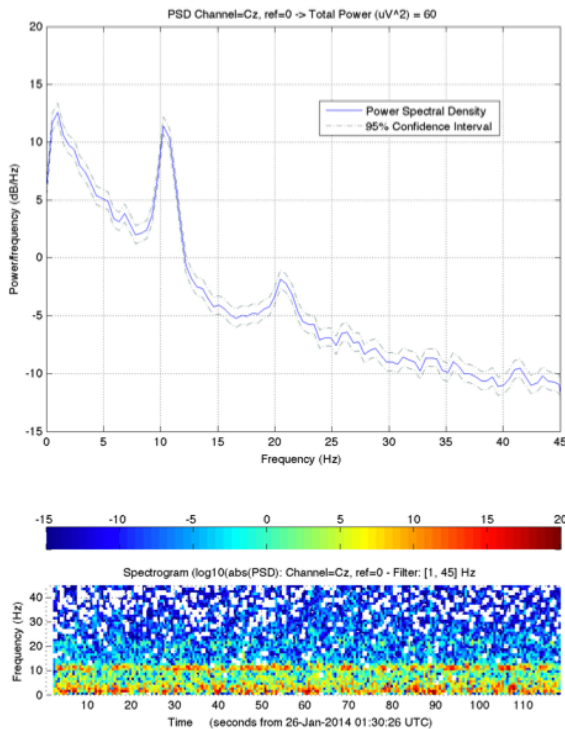 PSD Channel=Cz, ref=0 -> Total Power (uV^2) = 60
20
15
10
5
0
-5
-10
-15
Power/frequency (dB/Hz)
Power Spectral Density
95% Confidence Interval
0 5 10 15 20 25 30 35 40 45
Frequency (Hz)
-15 -10 -5 0 5 10 15 20
Spectrogram (log10(abs(PSD): Channel=Cz, ref=0 - Filter: [1, 45] Hz
40
30
20
10
0
Frequency (Hz)
10 20 30 40 50 60 70 80 90 100 110
Time (seconds from 26-Jan-2014 01:30:26 UTC)